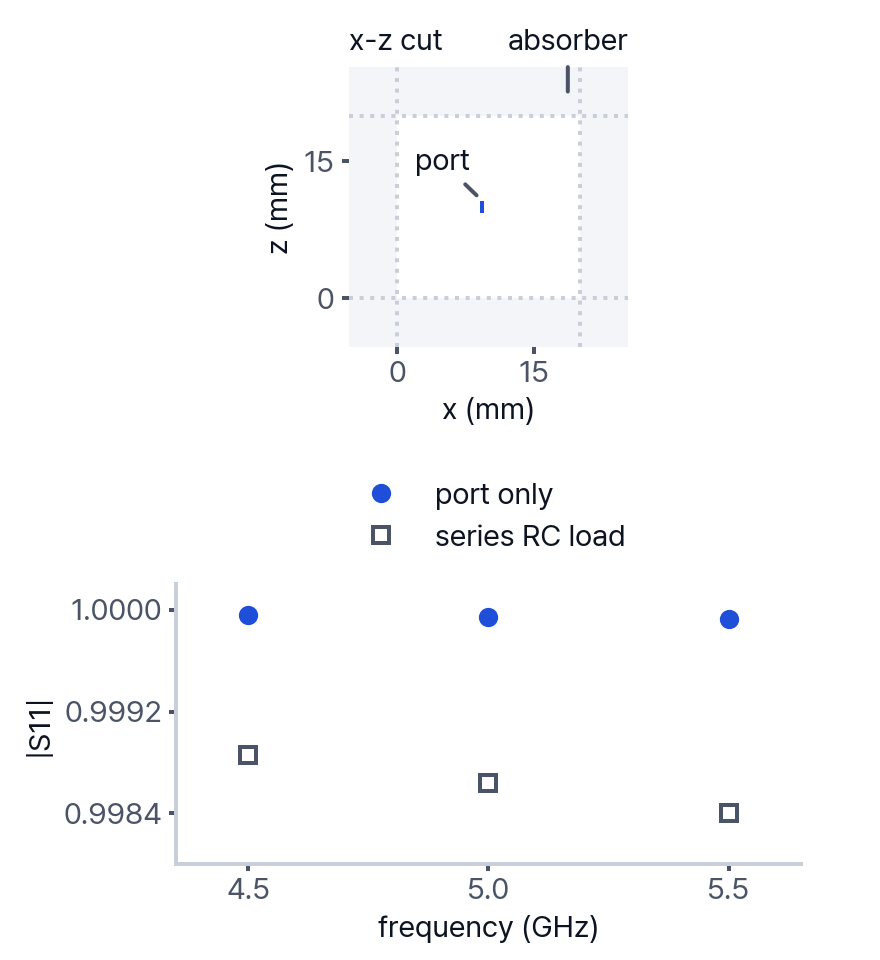 x-z cut
absorber
port
15
0
z (mm)
0
15
x (mm)
port only
series RC load
1.0000
0.9992
0.9984
|S11|
4.5
5.0
5.5
frequency (GHz)